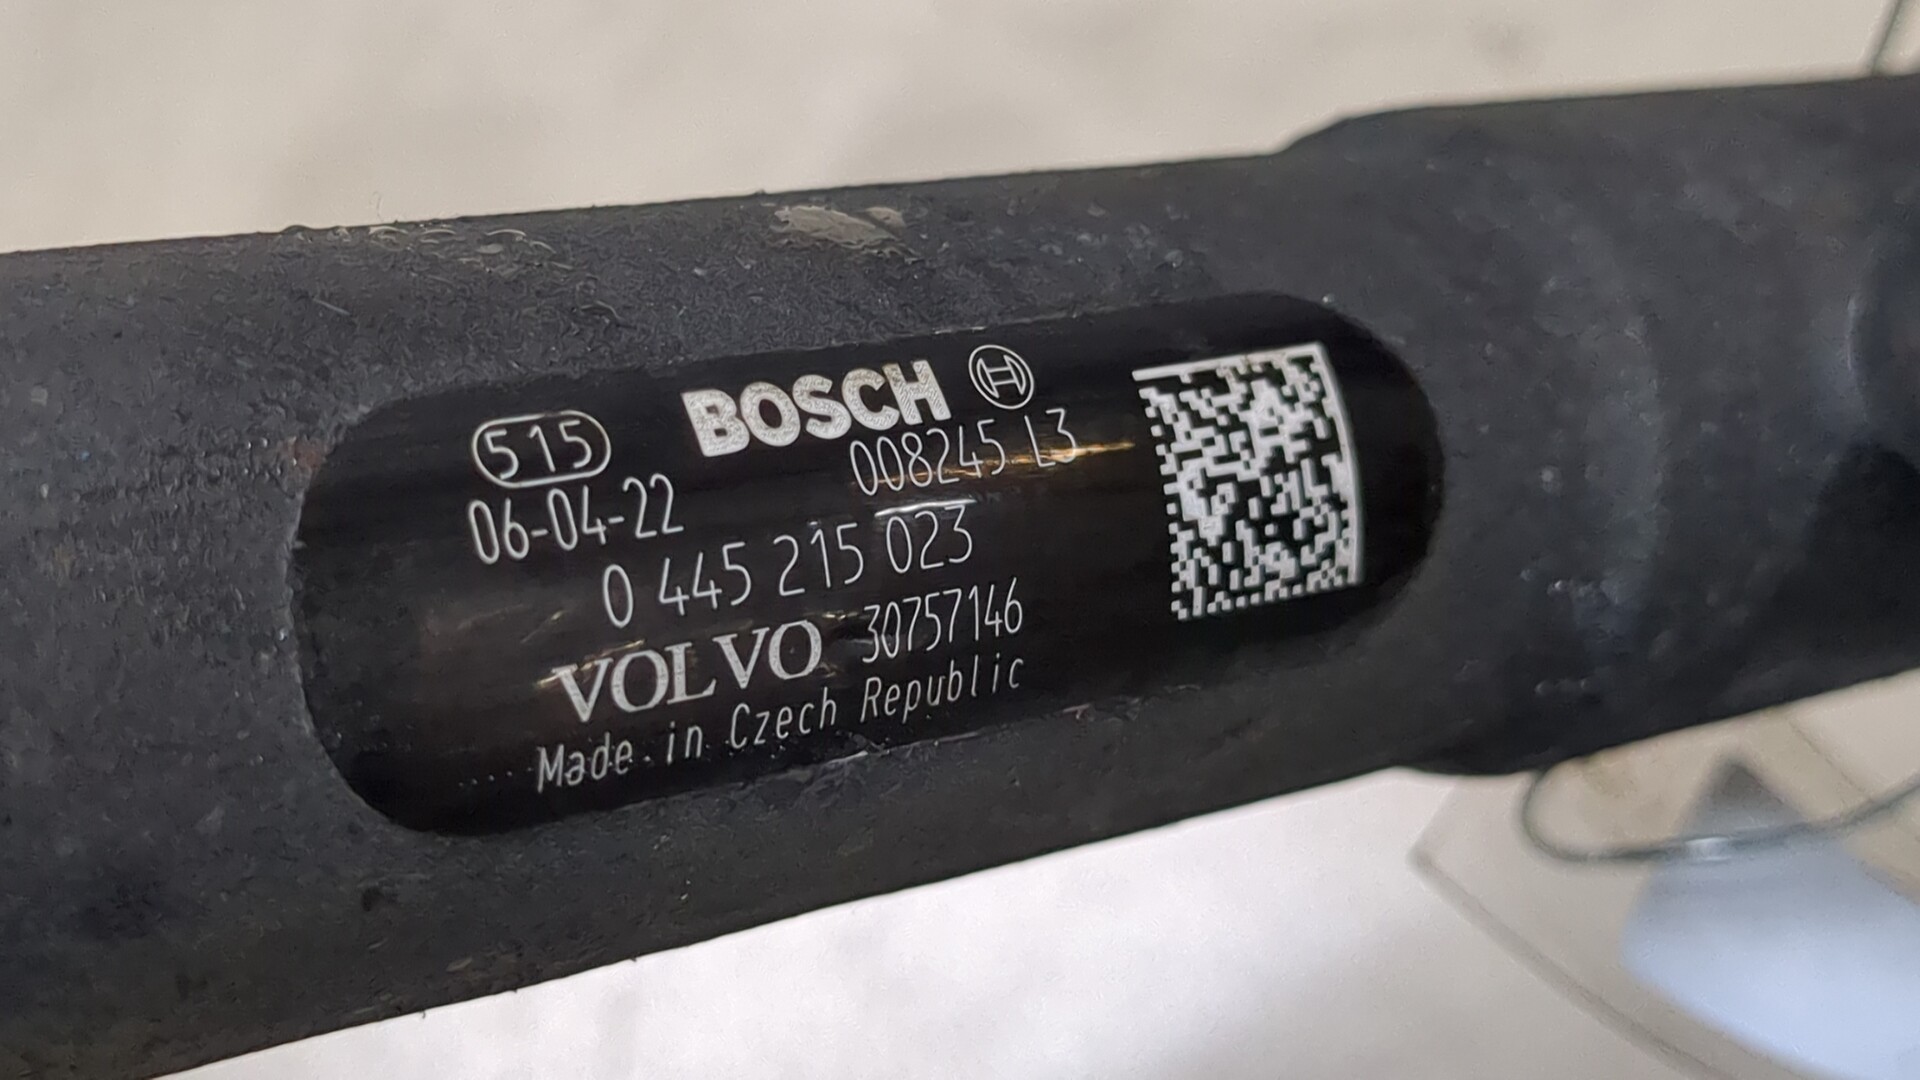 BOSCH
515
008245 L3
06-04-22
0 445 215 023
VOLVO 30757146
Made in Czech Republic